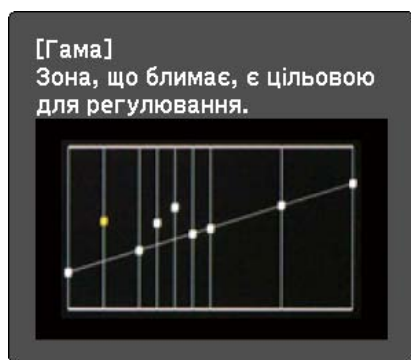 [Гама]
Зона, що блимає, є цільовою
для регулювання.